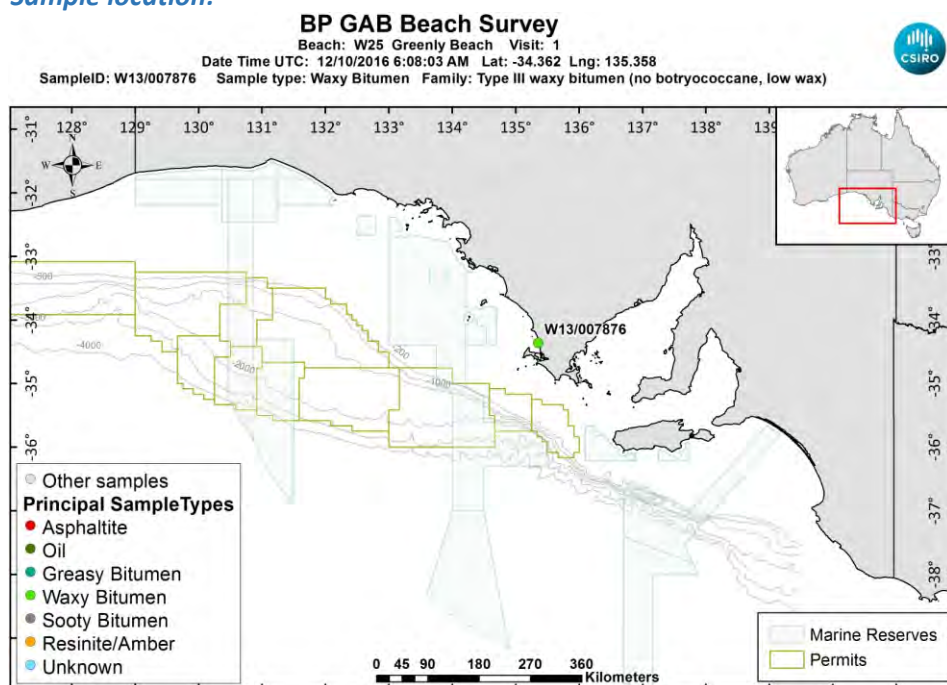 Sample location:
BP GAB Beach Survey
Beach: W25 Greenly Beach Visit: 1
Date Time UTC: 12/10/2016 6:08:03 AM Lat: -34.362 Lng: 135.358
SampleID: W13/007876 Sample type: Waxy Bitumen Family: Type III waxy bitumen (no botryococcane, low wax)
CSIRO
128° 129° 130° 131° 132° 133° 134° 135° 136° 137° 138° 139
-31°
-32°
-33°
-34°
-35°
-36°
-37°
-38°
N
W E
S
-33°
-34°
-35°
-36°
-37°
-38°
W13/007876
-200
-1000
-2000
-4000
Other samples
Principal SampleTypes
Asphaltite
Oil
Greasy Bitumen
Waxy Bitumen
Sooty Bitumen
Resinite/Amber
Unknown
0 45 90 180 270 360
Kilometers
Marine Reserves
Permits